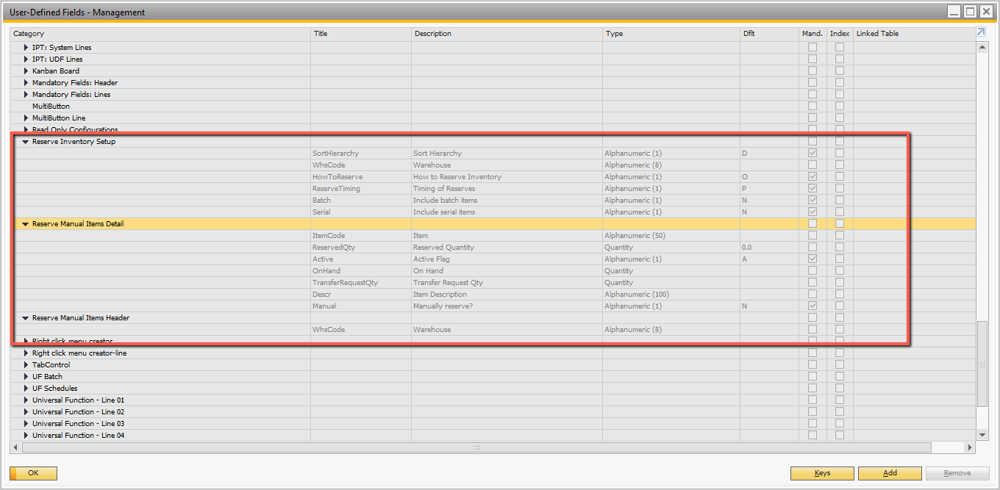 User-Defined Fields - Management
Category Title Description Type Dflt Mand. Index Linked Table
IPT: System Lines
IPT: UDF Lines
Kanban Board
Mandatory Fields: Header
Mandatory Fields: Lines
MultiButton
MultiButton Line
Read Only Configurations
Reserve Inventory Setup
SortHierarchy Sort Hierarchy Alphanumeric (1) D
WhsCode Warehouse Alphanumeric (8)
HowToReserve How to Reserve Inventory Alphanumeric (1) O
ReserveTiming Timing of Reserves Alphanumeric (1) P
Batch Include batch items Alphanumeric (1) N
Serial Include serial items Alphanumeric (1) N
Reserve Manual Items Detail
ItemCode Item Alphanumeric (50)
ReservedQty Reserved Quantity Quantity 0.0
Active Active Flag Alphanumeric (1) A
OnHand On Hand Quantity
TransferRequestQty Transfer Request Qty Quantity
Descr Item Description Alphanumeric (100)
Manual Manually reserve? Alphanumeric (1) N
Reserve Manual Items Header
WhsCode Warehouse Alphanumeric (8)
Right click menu creator
Right click menu creator-line
TabControl
UF Batch
UF Schedules
Universal Function - Line 01
Universal Function - Line 02
Universal Function - Line 03
Universal Function - Line 04
OK Keys Add Remove